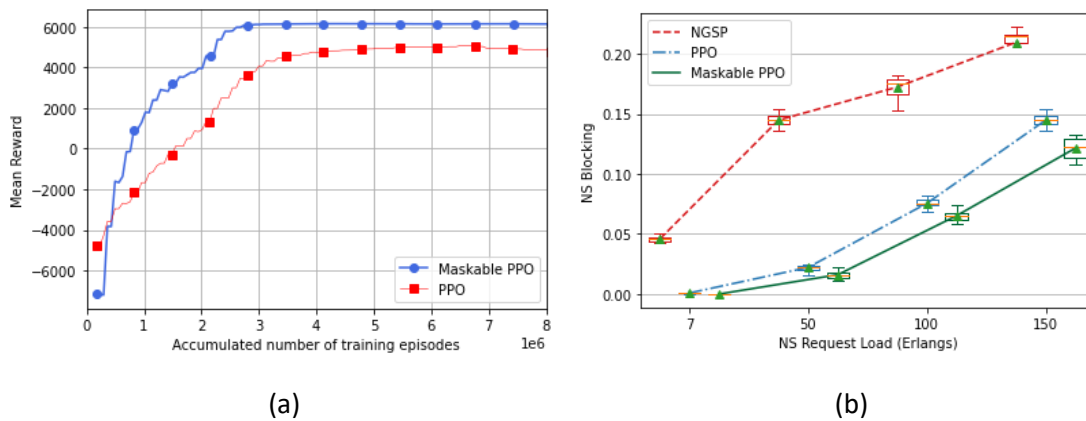 6000
4000
2000
0
−2000
−4000
−6000
Mean Reward
Maskable PPO
PPO
0 1 2 3 4 5 6 7 8
Accumulated number of training episodes
1e6
(a)
NGSP
PPO
Maskable PPO
0.20
0.15
0.10
0.05
0.00
NS Blocking
7 50 100 150
NS Request Load (Erlangs)
(b)